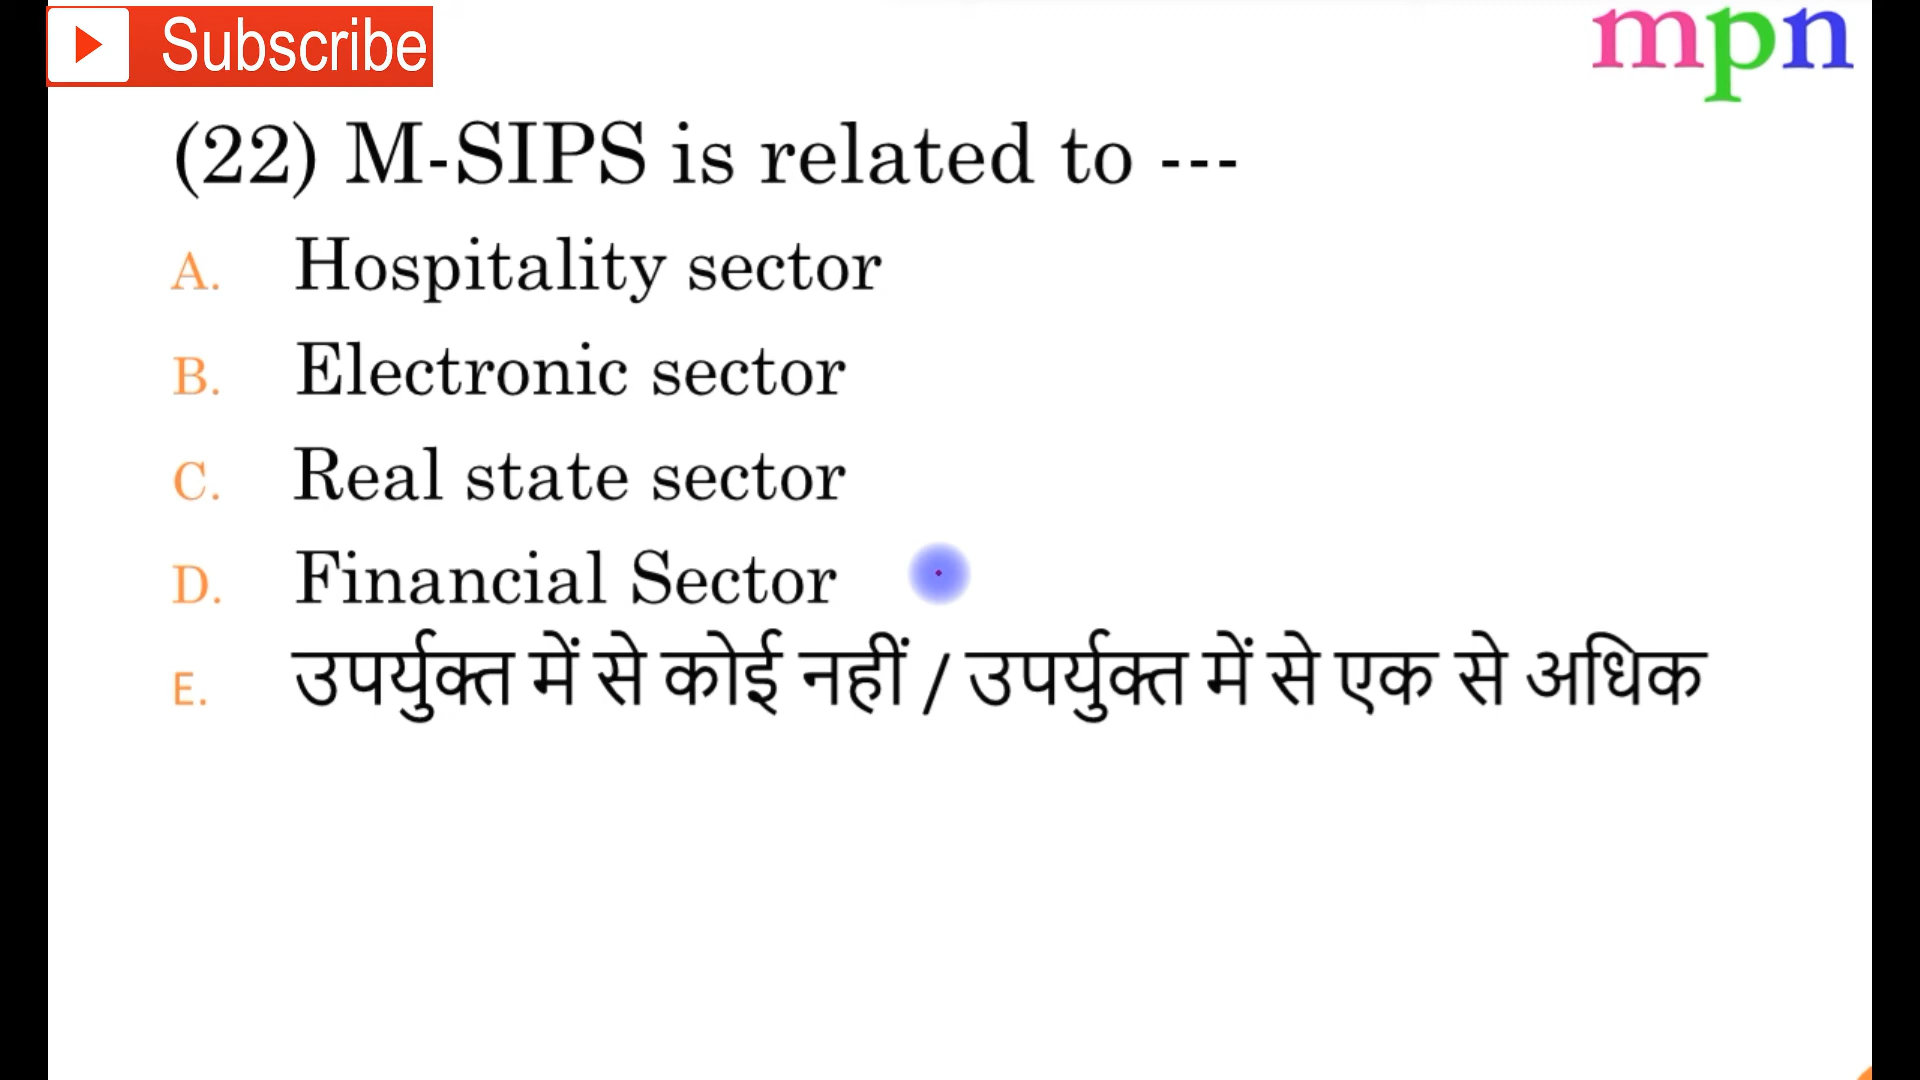 Subscribe
mpn
(22) M-SIPS is related to ---
A. Hospitality sector
B. Electronic sector
C. Real state sector
D. Financial Sector
E. उपर्युक्त में से कोई नहीं / उपर्युक्त में से एक से अधिक